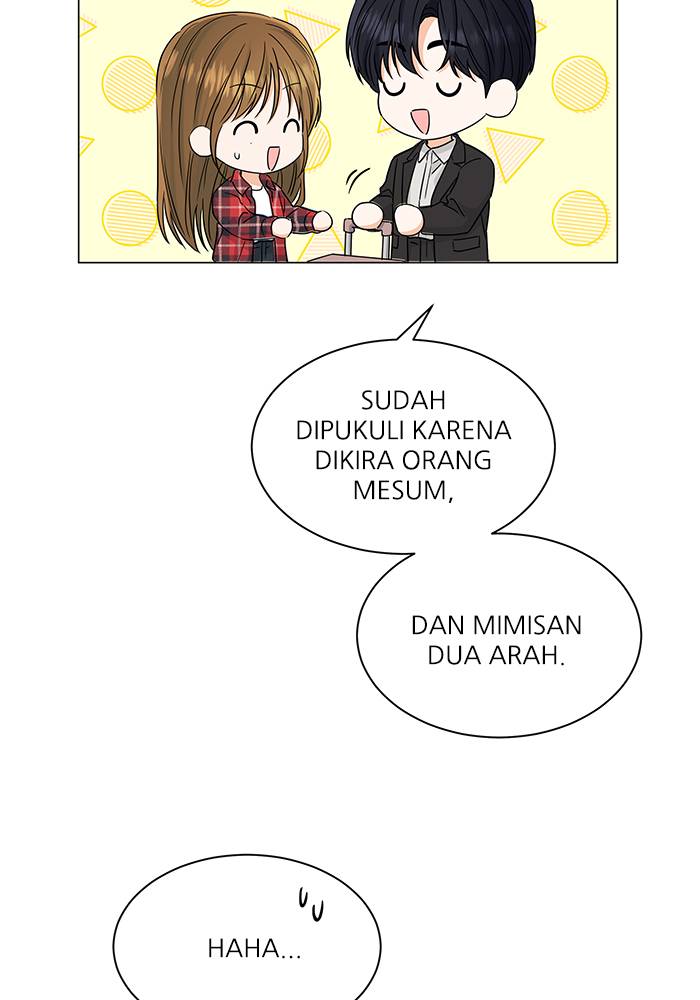 SUDAH
DIPUKULI KARENA
DIKIRA ORANG
MESUM,
DAN MIMISAN
DUA ARAH.
HAHA...